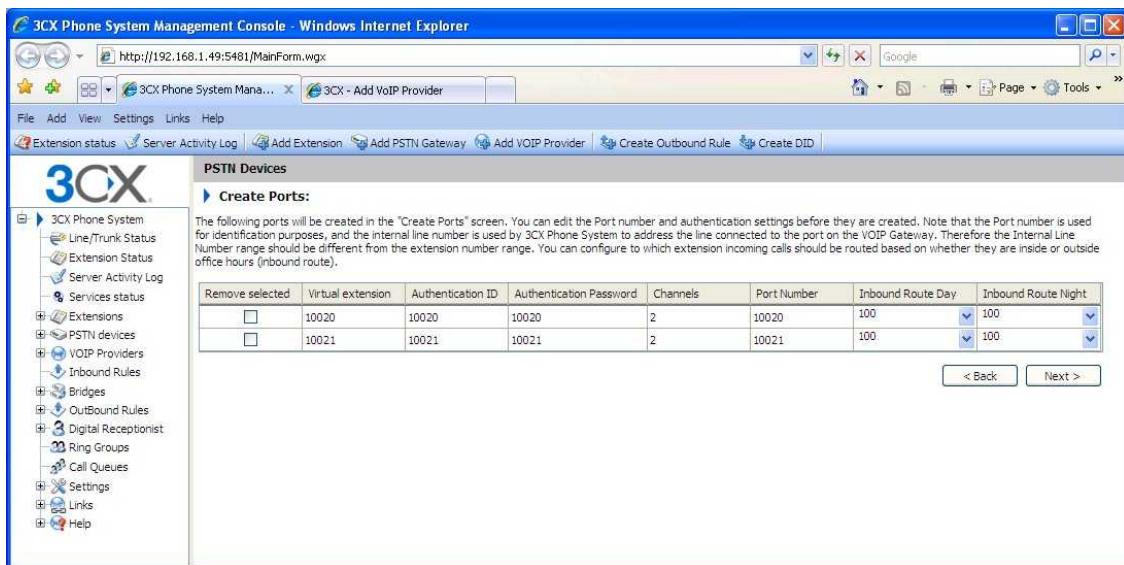 3CX Phone System Management Console - Windows Internet Explorer
http://192.168.1.49:5481/MainForm.wgx
Google
3CX Phone System Mana... X
3CX - Add VoIP Provider
Page Tools »
File Add View Settings Links Help
Extension status Server Activity Log Add Extension Add PSTN Gateway Add VOIP Provider Create Outbound Rule Create DID
3CX
3CX Phone System
Line/Trunk Status
Extension Status
Server Activity Log
Services status
Extensions
PSTN devices
VOIP Providers
Inbound Rules
Bridges
OutBound Rules
Digital Receptionist
Ring Groups
Call Queues
Settings
Links
Help
PSTN Devices
Create Ports:
The following ports will be created in the "Create Ports" screen. You can edit the Port number and authentication settings before they are created. Note that the Port number is used
for identification purposes, and the internal line number is used by 3CX Phone System to address the line connected to the port on the VOIP Gateway. Therefore the Internal Line
Number range should be different from the extension number range. You can configure to which extension incoming calls should be routed based on whether they are inside or outside
office hours (inbound route).
Remove selected Virtual extension Authentication ID Authentication Password Channels Port Number Inbound Route Day Inbound Route Night
10020 10020 10020 2 10020 100 100
10021 10021 10021 2 10021 100 100
< Back Next >